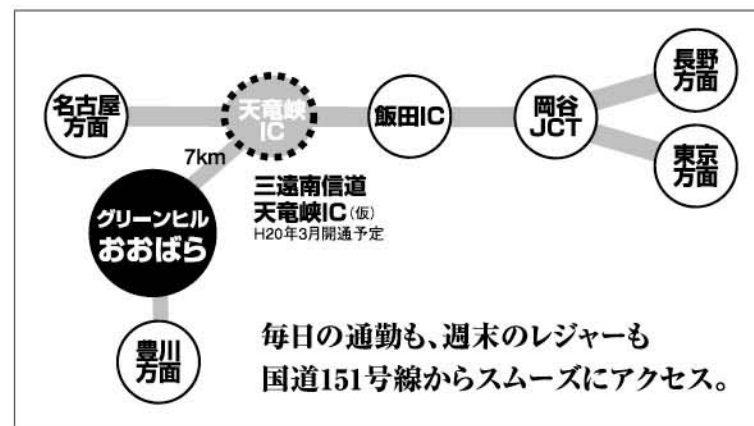 長野
方面
名古屋
方面
天竜峡
IC
飯田IC
岡谷
JCT
東京
方面
7km
三遠南信道
天竜峡IC(仮)
H20年3月開通予定
グリーンヒル
おおばら
豊川
方面
毎日の通勤も、週末のレジャーも
国道151号線からスムーズにアクセス。